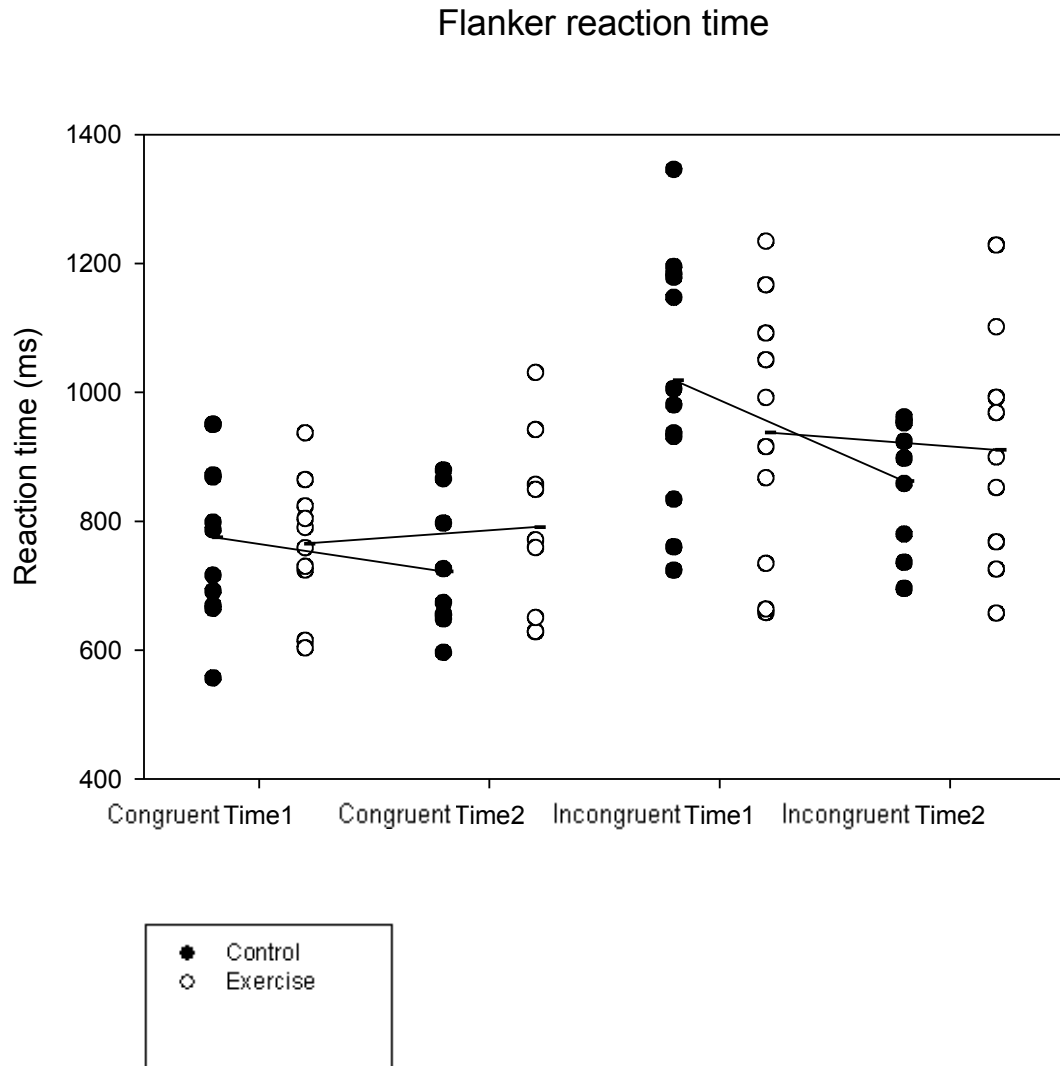 Flanker reaction time
Reaction time (ms)
1400
1200
1000
800
600
400
Congruent Time1 Congruent Time2 Incongruent Time1 Incongruent Time2
Control
Exercise